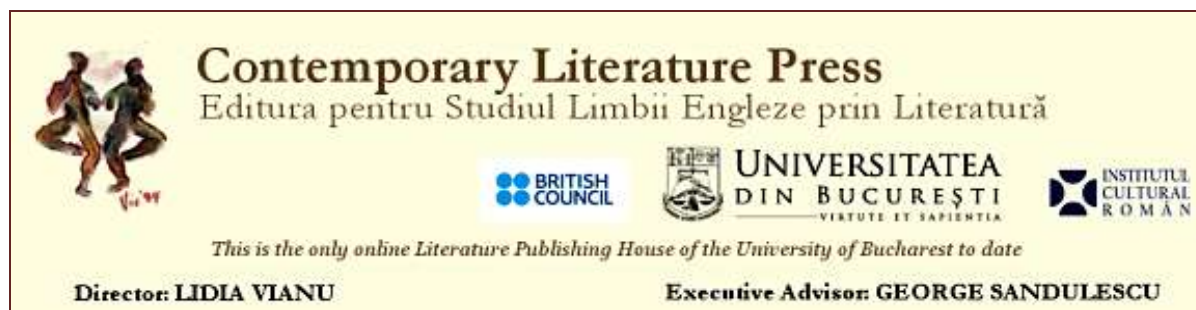 Contemporary Literature Press
Editura pentru Studiul Limbii Engleze prin Literatură
BRITISH
COUNCIL
UNIVERSITATEA
DIN BUCUREŞTI
VIRTUTE ET SAPIENTIA
INSTITUTUL
CULTURAL
ROMÂN
This is the only online Literature Publishing House of the University of Bucharest to date
Director: LIDIA VIANU
Executive Advisor: GEORGE SANDULESCU